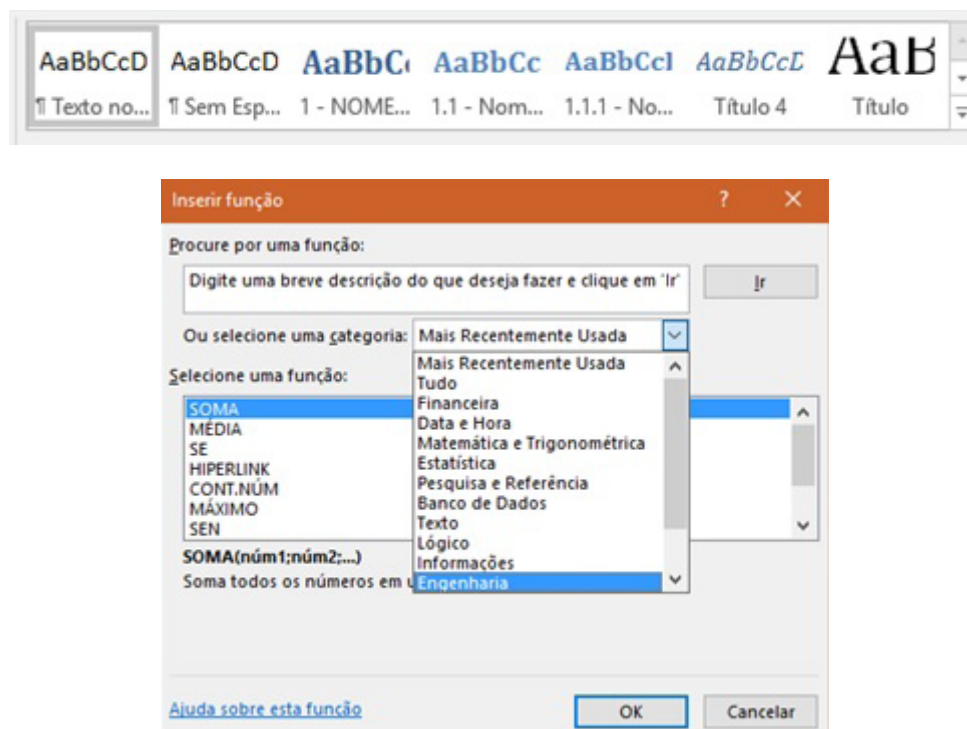 AaBbCcD AaBbCcD AaBbC AaBbCc AaBbCcl AaBbCcD AaB
¶ Texto no... ¶ Sem Esp... 1 - NOME... 1.1 - Nom... 1.1.1 - No... Título 4 Título
Inserir função ? ×
Procure por uma função:
Digite uma breve descrição do que deseja fazer e clique em 'Ir' Ir
Ou selecione uma categoria: Mais Recentemente Usada
Mais Recentemente Usada
Tudo
Financeira
Data e Hora
Matemática e Trigonométrica
Estatística
Pesquisa e Referência
Banco de Dados
Texto
Lógico
Informações
Engenharia
Selecione uma função:
SOMA
MÉDIA
SE
HIPERLINK
CONT.NÚM
MÁXIMO
SEN
SOMA(núm1;núm2;...)
Soma todos os números em
Ajuda sobre esta função OK Cancelar